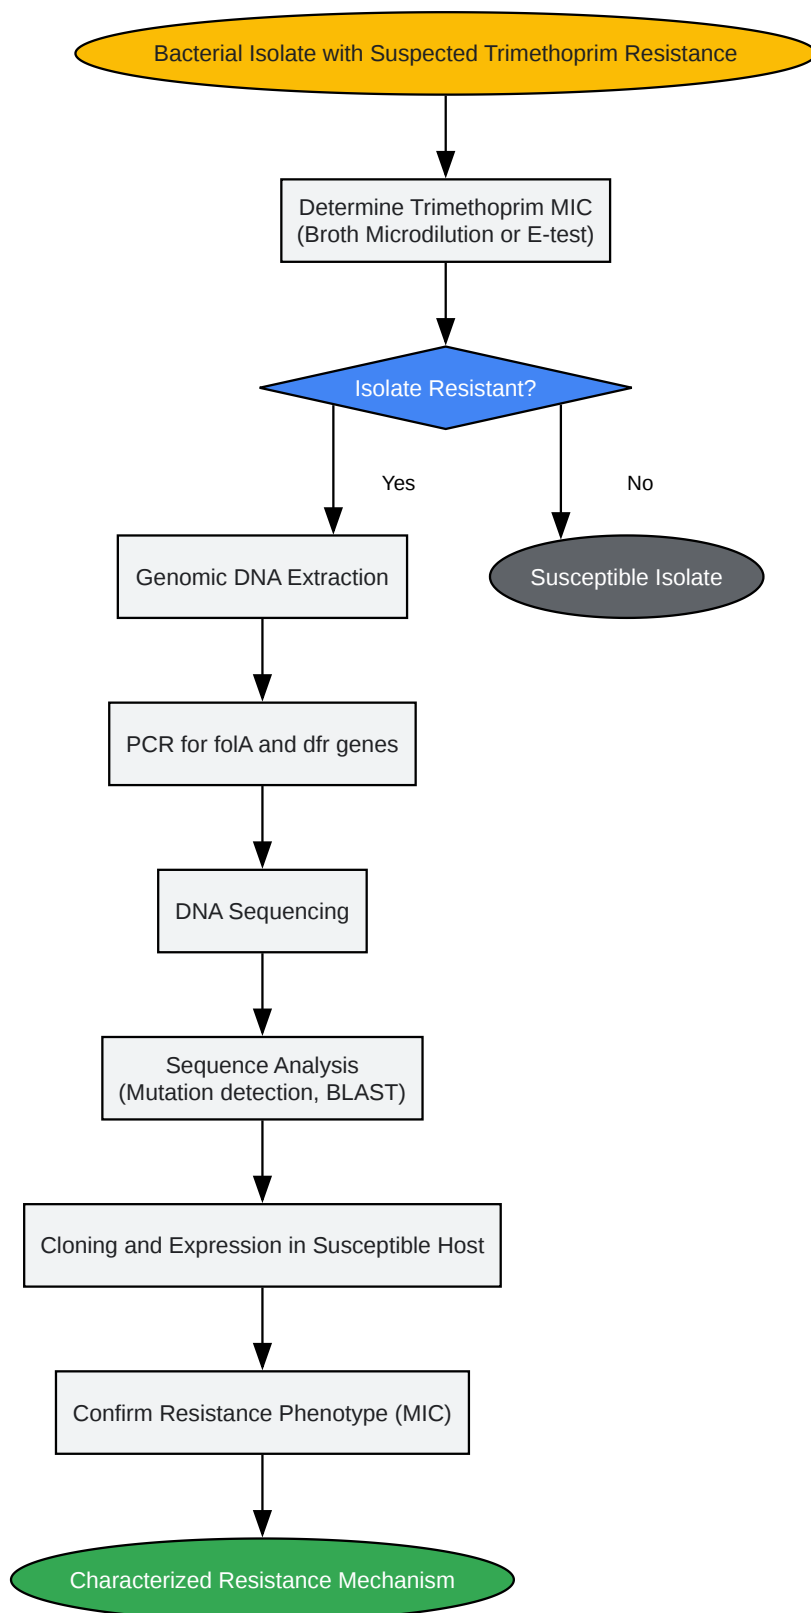 Bacterial Isolate with Suspected Trimethoprim Resistance
Determine Trimethoprim MIC
(Broth Microdilution or E-test)
Isolate Resistant?
Yes
No
Genomic DNA Extraction
Susceptible Isolate
PCR for folA and dfr genes
DNA Sequencing
Sequence Analysis
(Mutation detection, BLAST)
Cloning and Expression in Susceptible Host
Confirm Resistance Phenotype (MIC)
Characterized Resistance Mechanism